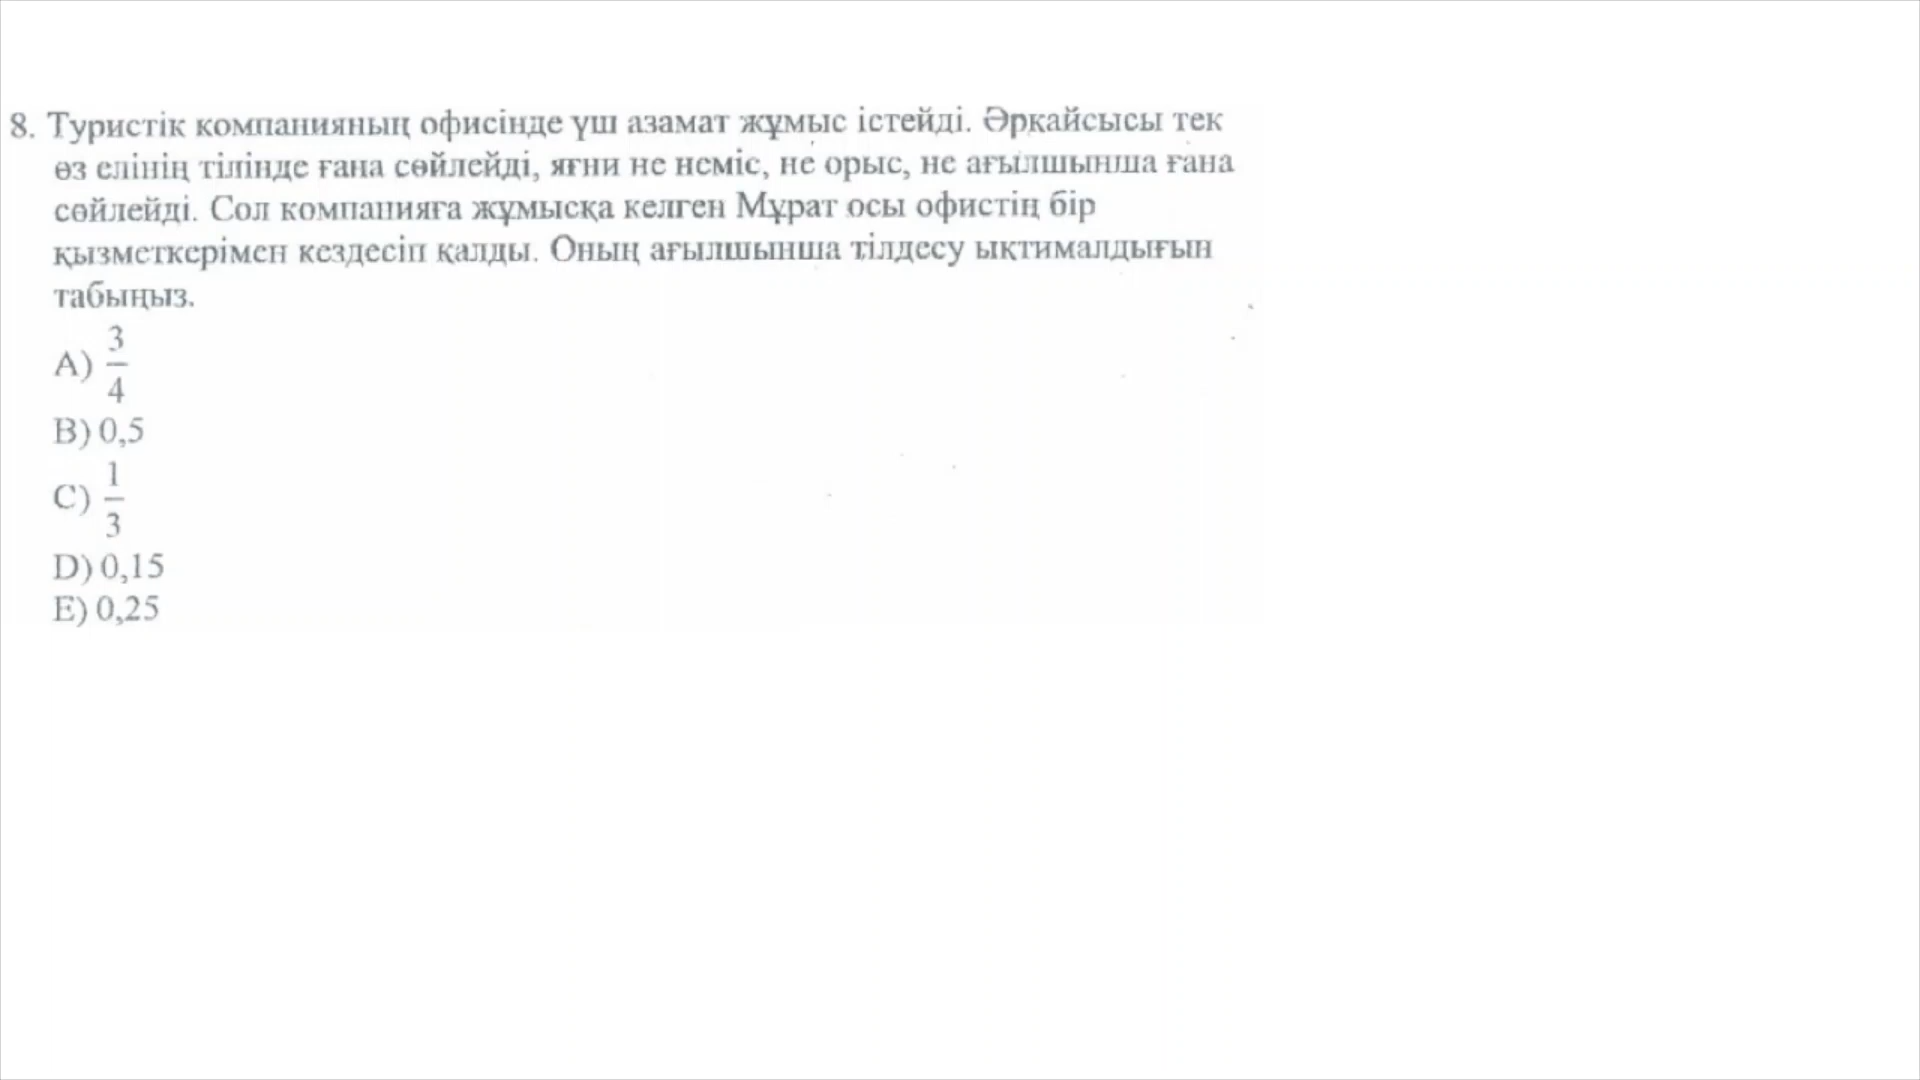 8. Туристік компанияның офисінде үш азамат жұмыс істейді. Әрқайсысы тек
өз елінің тілінде ғана сөйлейді, яғни не неміс, не орыс, не ағылшынша ғана
сөйлейді. Сол компанияға жұмысқа келген Мұрат осы офистің бір
қызметкерімен кездесіп қалды. Оның ағылшынша тілдесу ықтималдығын
табыңыз.
A) 3/4
B) 0,5
C) 1/3
D) 0,15
E) 0,25